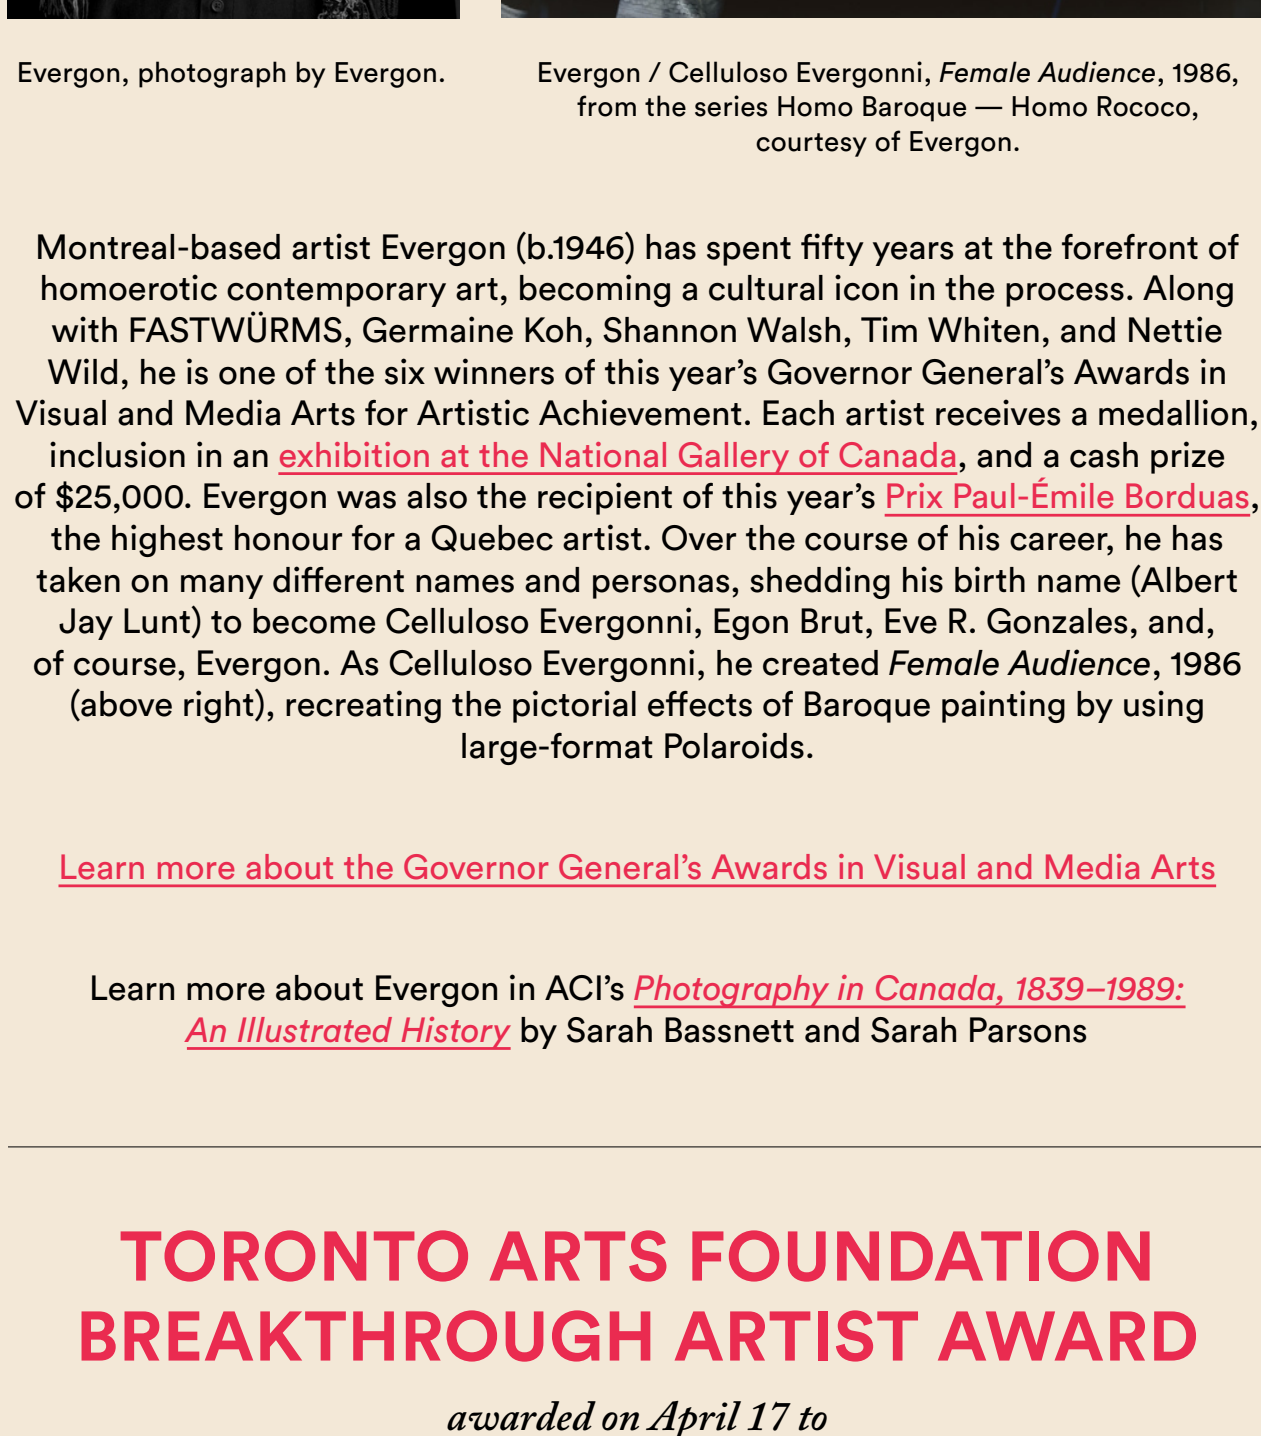 Evergon, photograph by Evergon.
Evergon / Celluloso Evergonni, Female Audience, 1986,
from the series Homo Baroque — Homo Rococo,
courtesy of Evergon.
Montreal-based artist Evergon (b.1946) has spent fifty years at the forefront of
homoerotic contemporary art, becoming a cultural icon in the process. Along
with FASTWÜRMS, Germaine Koh, Shannon Walsh, Tim Whiten, and Nettie
Wild, he is one of the six winners of this year’s Governor General’s Awards in
Visual and Media Arts for Artistic Achievement. Each artist receives a medallion,
inclusion in an exhibition at the National Gallery of Canada, and a cash prize
of $25,000. Evergon was also the recipient of this year’s Prix Paul-Émile Borduas,
the highest honour for a Quebec artist. Over the course of his career, he has
taken on many different names and personas, shedding his birth name (Albert
Jay Lunt) to become Celluloso Evergonni, Egon Brut, Eve R. Gonzales, and,
of course, Evergon. As Celluloso Evergonni, he created Female Audience, 1986
(above right), recreating the pictorial effects of Baroque painting by using
large-format Polaroids.
Learn more about the Governor General’s Awards in Visual and Media Arts
Learn more about Evergon in ACI’s Photography in Canada, 1839–1989:
An Illustrated History by Sarah Bassnett and Sarah Parsons
TORONTO ARTS FOUNDATION
BREAKTHROUGH ARTIST AWARD
awarded on April 17 to